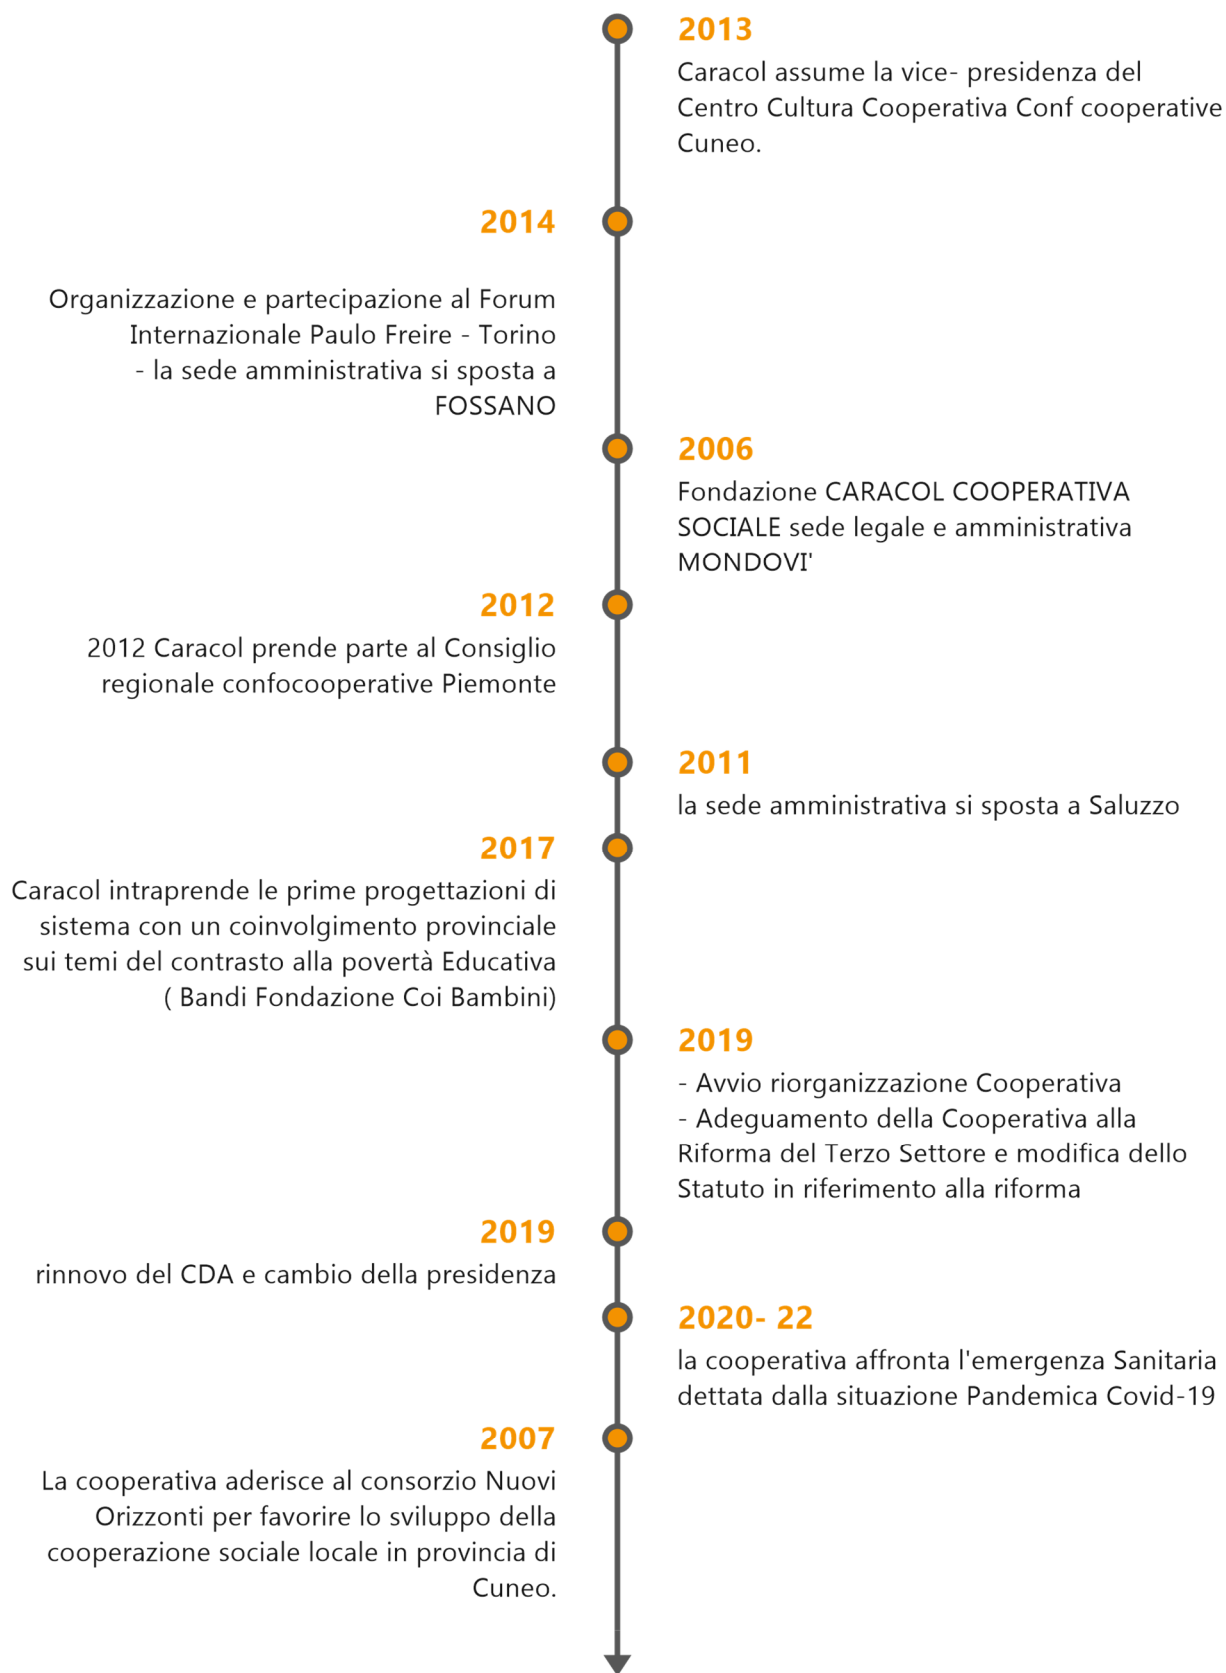 2013
Caracol assume la vice- presidenza del
Centro Cultura Cooperativa Conf cooperative
Cuneo.
2014
Organizzazione e partecipazione al Forum
Internazionale Paulo Freire - Torino
- la sede amministrativa si sposta a
FOSSANO
2006
Fondazione CARACOL COOPERATIVA
SOCIALE sede legale e amministrativa
MONDOVI'
2012
2012 Caracol prende parte al Consiglio
regionale confocooperative Piemonte
2011
la sede amministrativa si sposta a Saluzzo
2017
Caracol intraprende le prime progettazioni di
sistema con un coinvolgimento provinciale
sui temi del contrasto alla povertà Educativa
( Bandi Fondazione Coi Bambini)
2019
- Avvio riorganizzazione Cooperativa
- Adeguamento della Cooperativa alla
Riforma del Terzo Settore e modifica dello
Statuto in riferimento alla riforma
2019
rinnovo del CDA e cambio della presidenza
2020- 22
la cooperativa affronta l'emergenza Sanitaria
dettata dalla situazione Pandemica Covid-19
2007
La cooperativa aderisce al consorzio Nuovi
Orizzonti per favorire lo sviluppo della
cooperazione sociale locale in provincia di
Cuneo.